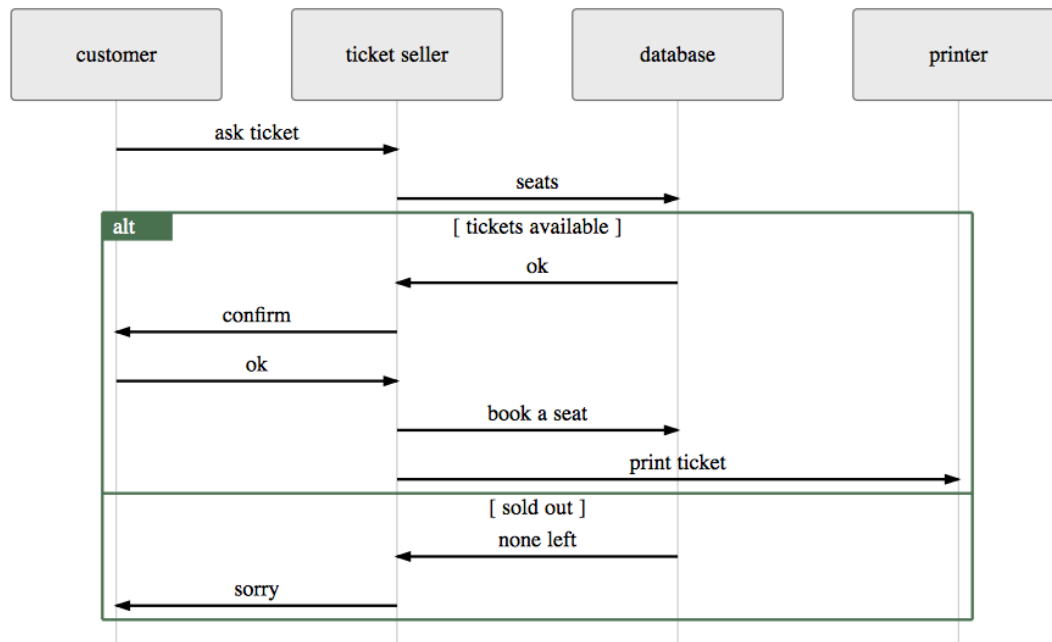 customer
ticket seller
database
printer
ask ticket
seats
alt
[ tickets available ]
ok
confirm
ok
book a seat
print ticket
[ sold out ]
none left
sorry